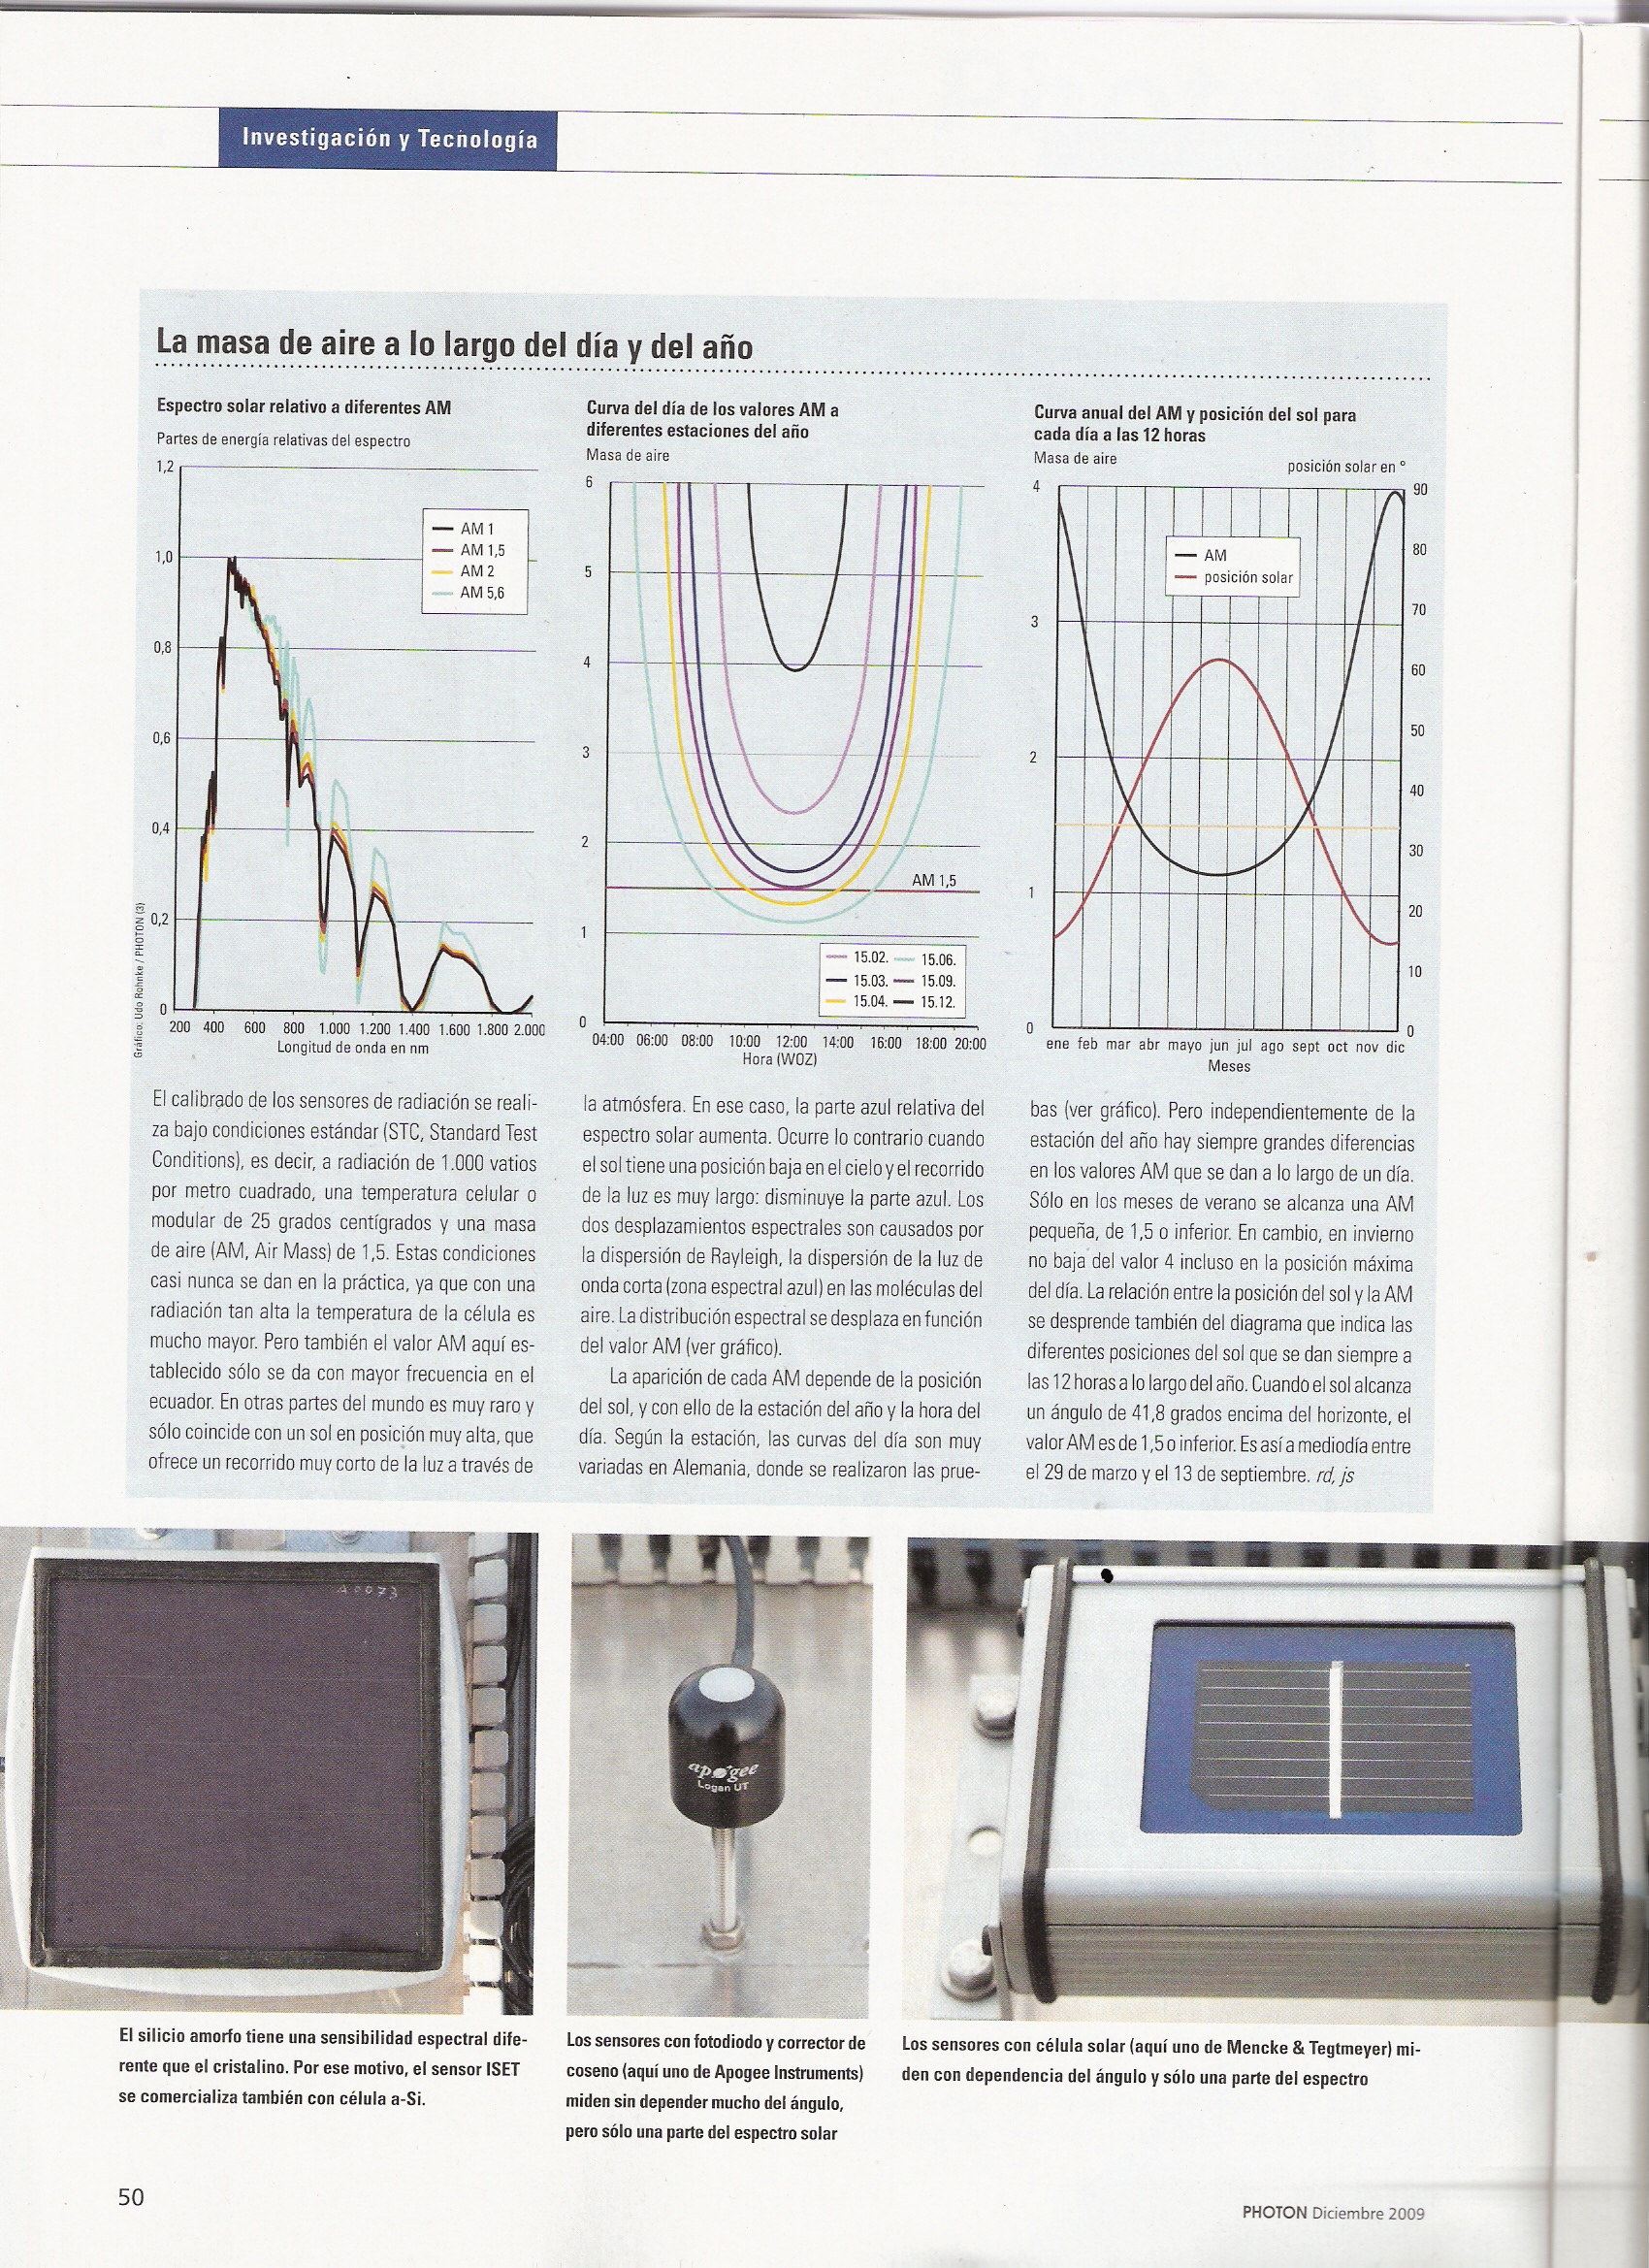 Investigación y Tecnología
La masa de aire a lo largo del día y del año
Espectro solar relativo a diferentes AM
Partes de energía relativas del espectro
1,2
1,0
0,8
0,6
0,4
0,2
0
AM 1
AM 1,5
AM 2
AM 5,6
200 400 600 800 1.000 1.200 1.400 1.600 1.800 2.000
Longitud de onda en nm
Gráfico: Udo Rohnke / PHOTON (3)
Curva del día de los valores AM a
diferentes estaciones del año
Masa de aire
6
5
4
3
2
1
0
AM 1,5
15.02. 15.06.
15.03. 15.09.
15.04. 15.12.
04:00 06:00 08:00 10:00 12:00 14:00 16:00 18:00 20:00
Hora (WOZ)
Curva anual del AM y posición del sol para
cada día a las 12 horas
Masa de aire
posición solar en °
4
3
2
1
0
90
80
70
60
50
40
30
20
10
0
AM
posición solar
ene feb mar abr mayo jun jul ago sept oct nov dic
Meses
El calibrado de los sensores de radiación se reali-
za bajo condiciones estándar (STC, Standard Test
Conditions), es decir, a radiación de 1.000 vatios
por metro cuadrado, una temperatura celular o
modular de 25 grados centígrados y una masa
de aire (AM, Air Mass) de 1,5. Estas condiciones
casi nunca se dan en la práctica, ya que con una
radiación tan alta la temperatura de la célula es
mucho mayor. Pero también el valor AM aquí es-
tablecido sólo se da con mayor frecuencia en el
ecuador. En otras partes del mundo es muy raro y
sólo coincide con un sol en posición muy alta, que
ofrece un recorrido muy corto de la luz a través de
la atmósfera. En ese caso, la parte azul relativa del
espectro solar aumenta. Ocurre lo contrario cuando
el sol tiene una posición baja en el cielo y el recorrido
de la luz es muy largo: disminuye la parte azul. Los
dos desplazamientos espectrales son causados por
la dispersión de Rayleigh, la dispersión de la luz de
onda corta (zona espectral azul) en las moléculas del
aire. La distribución espectral se desplaza en función
del valor AM (ver gráfico).
La aparición de cada AM depende de la posición
del sol, y con ello de la estación del año y la hora del
día. Según la estación, las curvas del día son muy
variadas en Alemania, donde se realizaron las prue-
bas (ver gráfico). Pero independientemente de la
estación del año hay siempre grandes diferencias
en los valores AM que se dan a lo largo de un día.
Sólo en los meses de verano se alcanza una AM
pequeña, de 1,5 o inferior. En cambio, en invierno
no baja del valor 4 incluso en la posición máxima
del día. La relación entre la posición del sol y la AM
se desprende también del diagrama que indica las
diferentes posiciones del sol que se dan siempre a
las 12 horas a lo largo del año. Cuando el sol alcanza
un ángulo de 41,8 grados encima del horizonte, el
valor AM es de 1,5 o inferior. Es así a mediodía entre
el 29 de marzo y el 13 de septiembre. rd, js
A0073
apogee
Logan UT
El silicio amorfo tiene una sensibilidad espectral dife-
rente que el cristalino. Por ese motivo, el sensor ISET
se comercializa también con célula a-Si.
Los sensores con fotodiodo y corrector de
coseno (aquí uno de Apogee Instruments)
miden sin depender mucho del ángulo,
pero sólo una parte del espectro solar
Los sensores con célula solar (aquí uno de Mencke & Tegtmeyer) mi-
den con dependencia del ángulo y sólo una parte del espectro
50
PHOTON Diciembre 2009